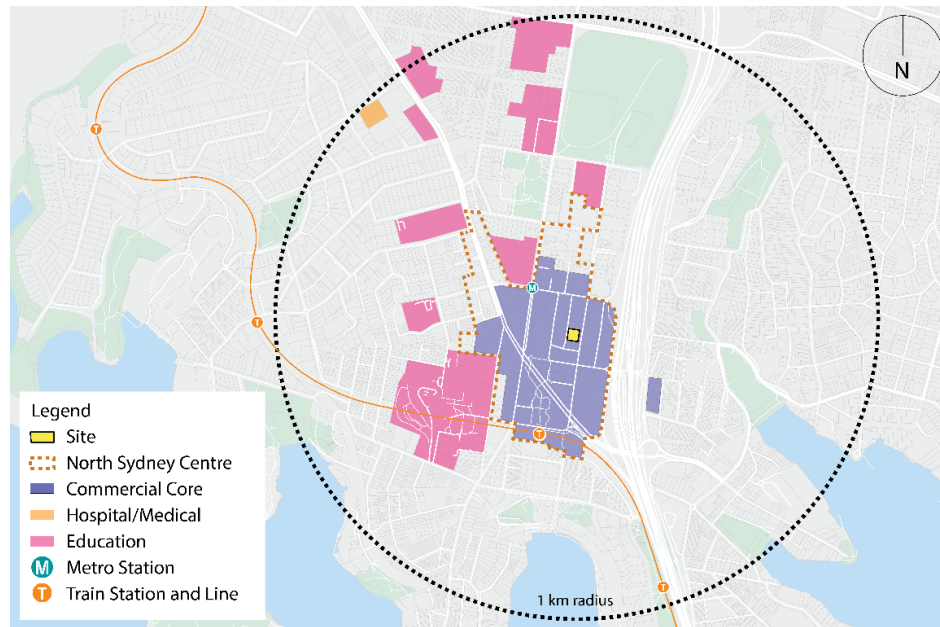 N
T
M
T
T
T
Legend
Site
North Sydney Centre
Commercial Core
Hospital/Medical
Education
M Metro Station
T Train Station and Line
1 km radius